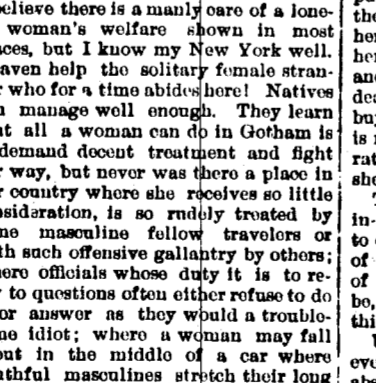 believe there is a manly care of a lone-
woman's welfare shown in most
ces, but I know my New York well.
eaven help the solitary female stran-
r who for a time abides here! Natives
n manage well enough. They learn
at all a woman can do in Gotham is
demand decent treatment and fight
r way, but never was there a place in
r country where she receives so little
sideration, is so rudely treated by
me masculine fellow travelers or
th such offensive gallantry by others;
ere officials whose duty it is to re-
y to questions often either refuse to do
or answer as they would a trouble-
me idiot; where a woman may fall
out in the middle of a car where
thful masculines stretch their long